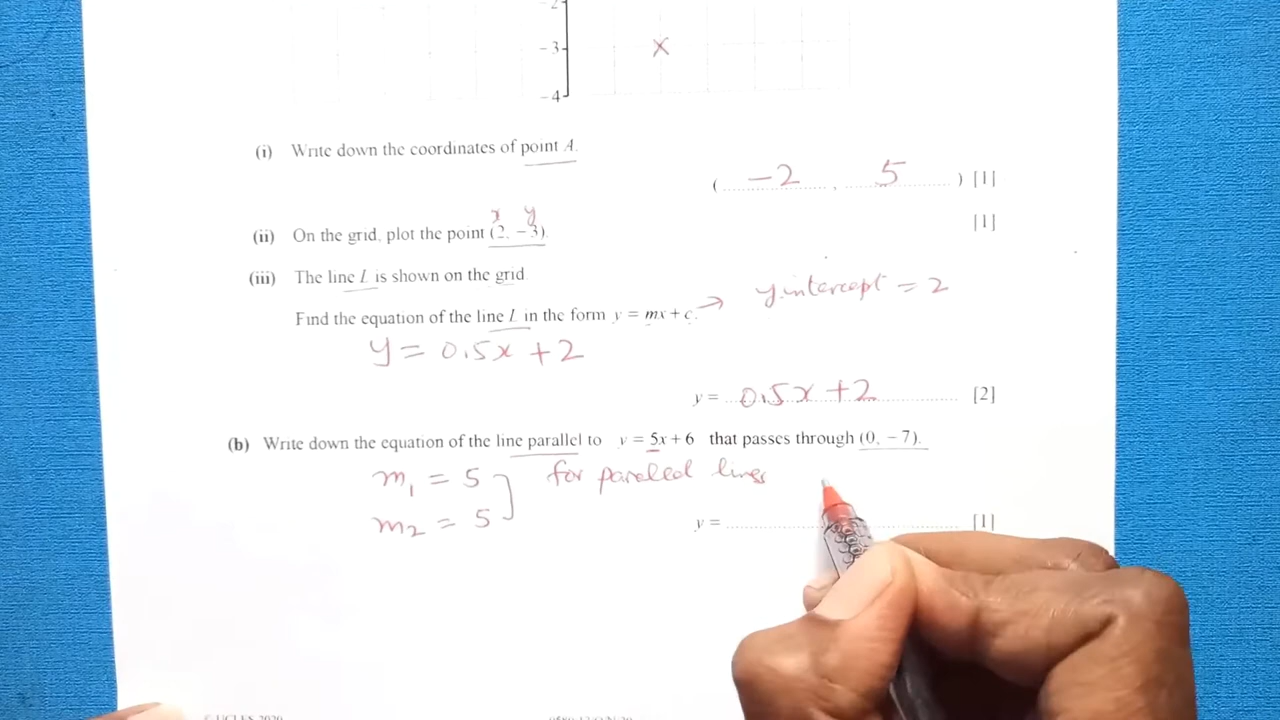 -3
-4
(i) Write down the coordinates of point A.
( -2 , 5 ) [1]
x y
(ii) On the grid, plot the point (2, -3). [1]
(iii) The line L is shown on the grid.
y-intercept = 2
Find the equation of the line L in the form y = mx + c. →
y = 0.5x + 2
y = 0.5x + 2 [2]
(b) Write down the equation of the line parallel to y = 5x + 6 that passes through (0, -7).
m1 = 5 ] for paralled lines
m2 = 5
y = [1]
© UCLES 2020